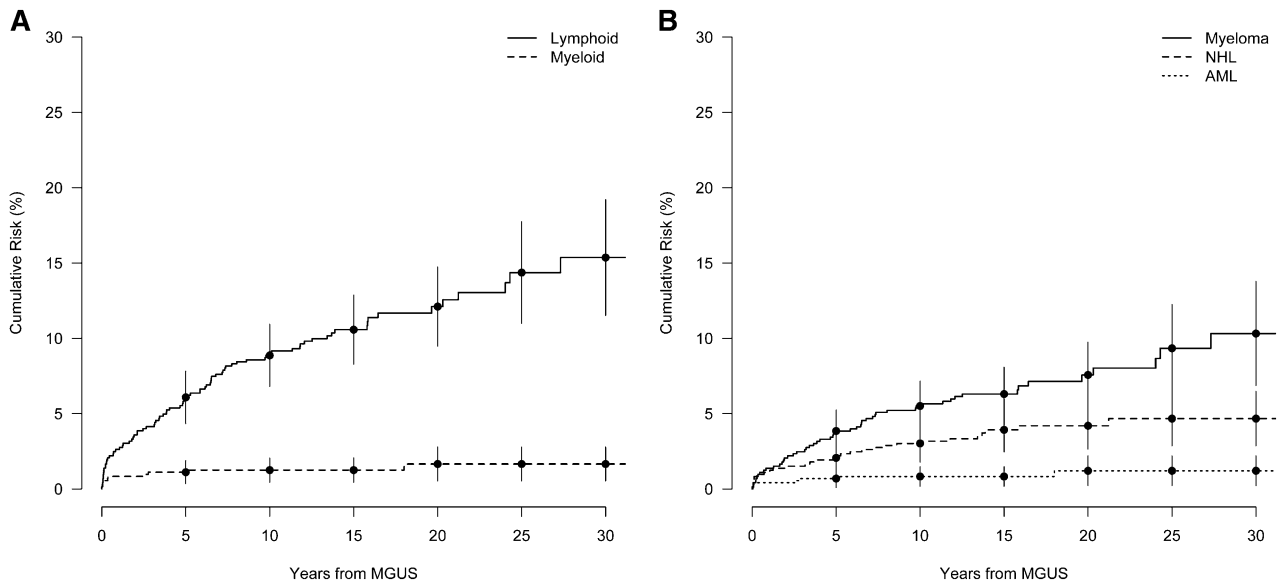 A
30
25
20
15
10
5
0
Cumulative Risk (%)
Lymphoid
Myeloid
0 5 10 15 20 25 30
Years from MGUS
B
30
25
20
15
10
5
0
Cumulative Risk (%)
Myeloma
NHL
AML
0 5 10 15 20 25 30
Years from MGUS